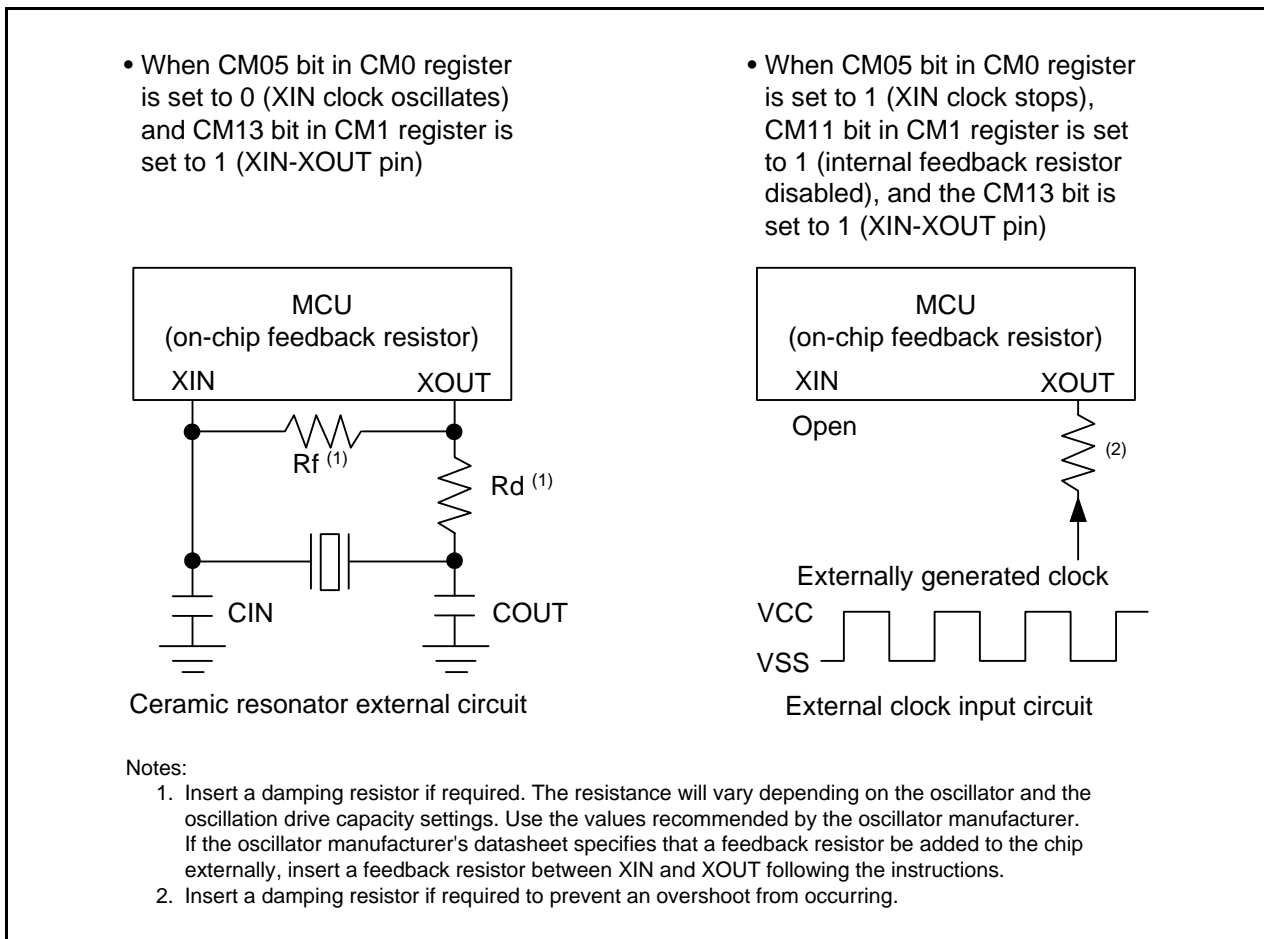 • When CM05 bit in CM0 register
is set to 0 (XIN clock oscillates)
and CM13 bit in CM1 register is
set to 1 (XIN-XOUT pin)
MCU
(on-chip feedback resistor)
XIN
XOUT
Rf (1)
Rd (1)
CIN
COUT
Ceramic resonator external circuit
• When CM05 bit in CM0 register
is set to 1 (XIN clock stops),
CM11 bit in CM1 register is set
to 1 (internal feedback resistor
disabled), and the CM13 bit is
set to 1 (XIN-XOUT pin)
MCU
(on-chip feedback resistor)
XIN
XOUT
Open
(2)
Externally generated clock
VCC
VSS
External clock input circuit
Notes:
1. Insert a damping resistor if required. The resistance will vary depending on the oscillator and the
oscillation drive capacity settings. Use the values recommended by the oscillator manufacturer.
If the oscillator manufacturer's datasheet specifies that a feedback resistor be added to the chip
externally, insert a feedback resistor between XIN and XOUT following the instructions.
2. Insert a damping resistor if required to prevent an overshoot from occurring.